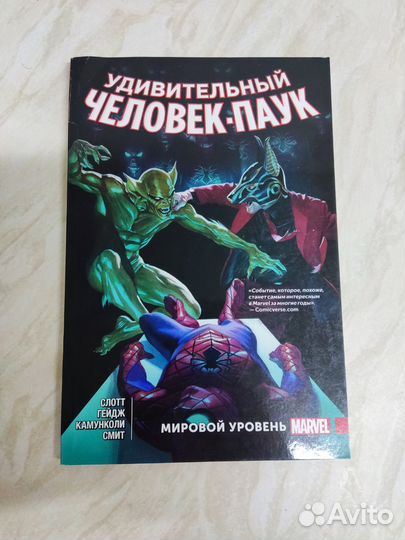 УДИВИТЕЛЬНЫЙ
ЧЕЛОВЕК-ПАУК
«Событие, которое, похоже,
станет самым интересным
в Marvel за многие годы».
— Comicverse.com
СЛОТТ
ГЕЙДЖ
КАМУНКОЛИ
СМИТ
МИРОВОЙ УРОВЕНЬ MARVEL
Avito